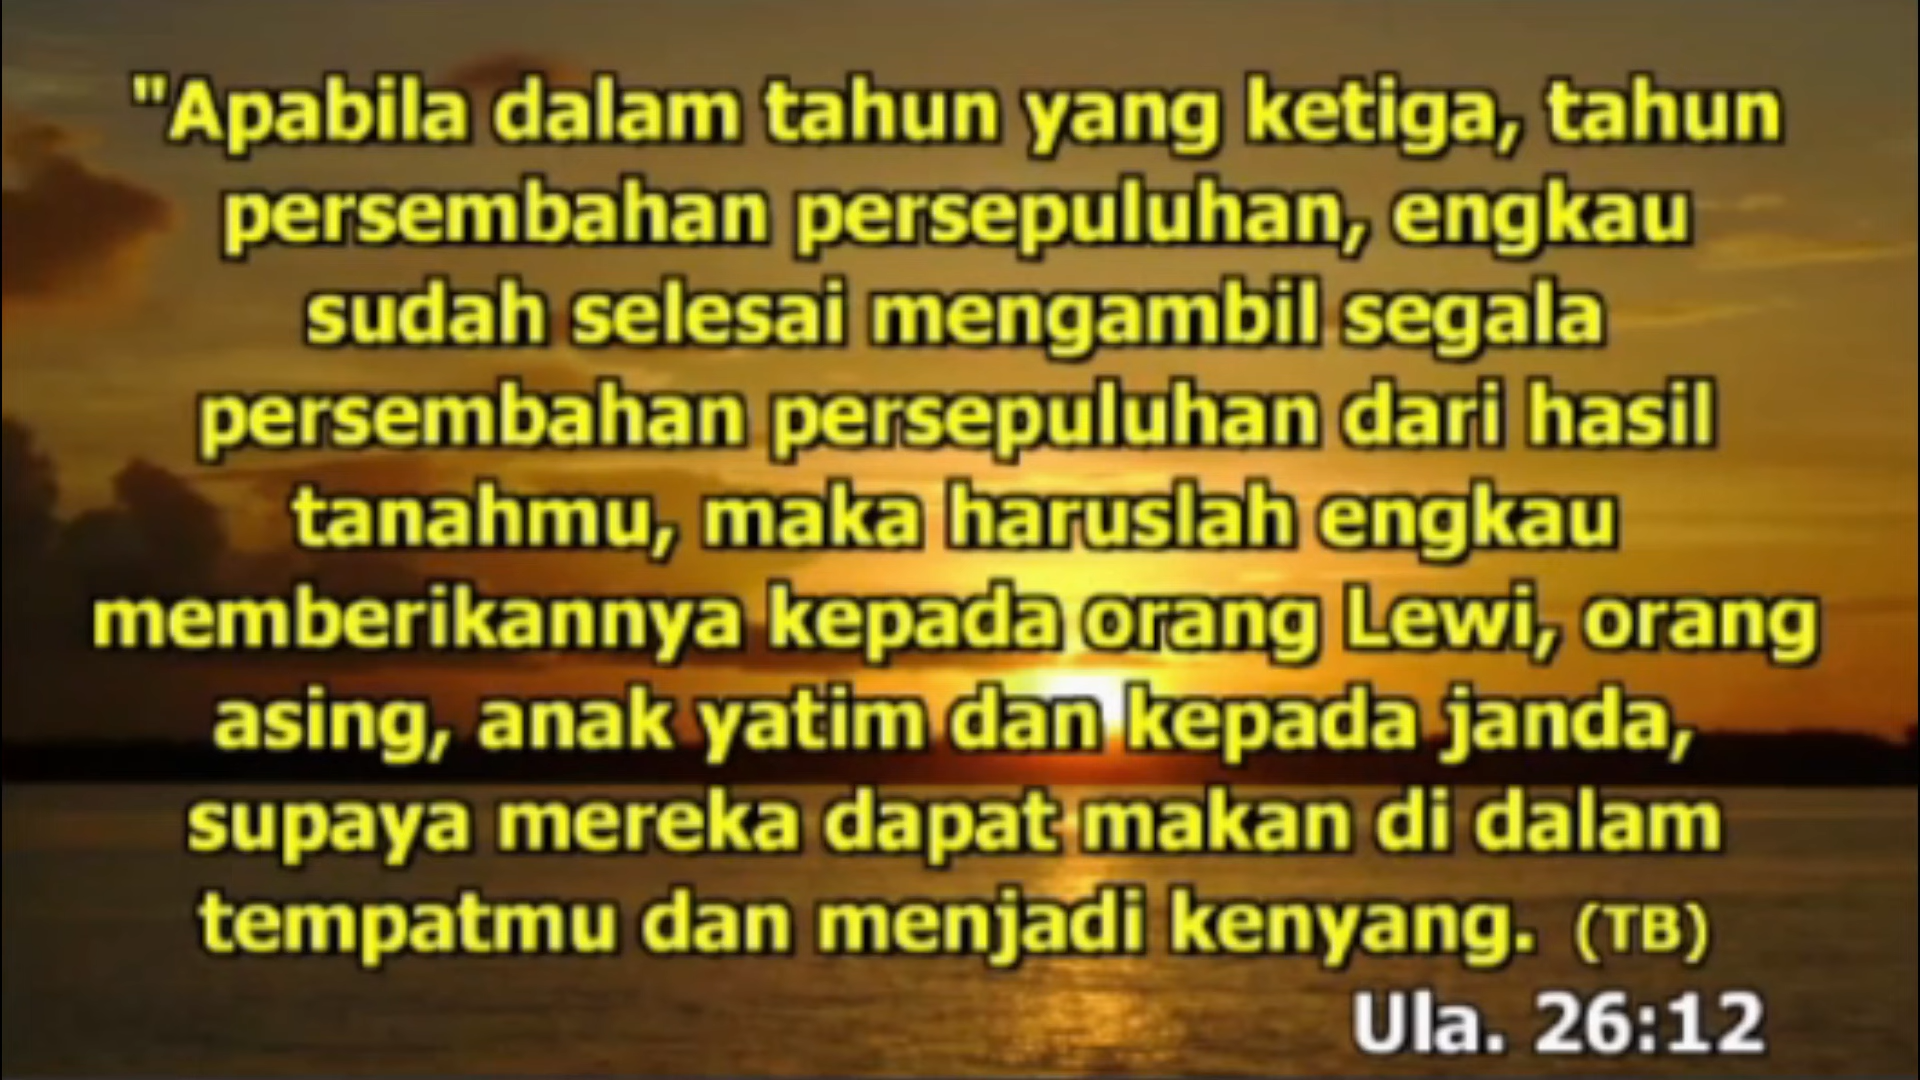 "Apabila dalam tahun yang ketiga, tahun
persembahan persepuluhan, engkau
sudah selesai mengambil segala
persembahan persepuluhan dari hasil
tanahmu, maka haruslah engkau
memberikannya kepada orang Lewi, orang
asing, anak yatim dan kepada janda,
supaya mereka dapat makan di dalam
tempatmu dan menjadi kenyang. (TB)
Ula. 26:12